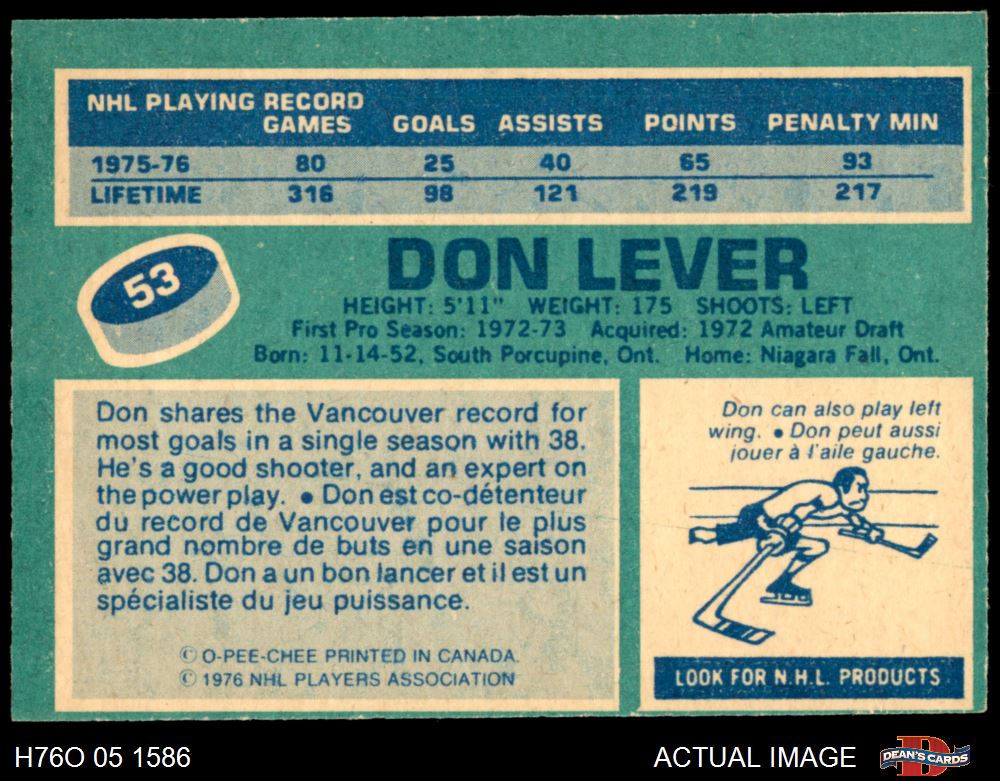 NHL PLAYING RECORD
GAMES GOALS ASSISTS POINTS PENALTY MIN
1975-76 80 25 40 65 93
LIFETIME 316 98 121 219 217
53
DON LEVER
HEIGHT: 5'11" WEIGHT: 175 SHOOTS: LEFT
First Pro Season: 1972-73 Acquired: 1972 Amateur Draft
Born: 11-14-52, South Porcupine, Ont. Home: Niagara Fall, Ont.
Don shares the Vancouver record for
most goals in a single season with 38.
He's a good shooter, and an expert on
the power play. ● Don est co-détenteur
du record de Vancouver pour le plus
grand nombre de buts en une saison
avec 38. Don a un bon lancer et il est un
spécialiste du jeu puissance.
© O-PEE-CHEE PRINTED IN CANADA.
© 1976 NHL PLAYERS ASSOCIATION
Don can also play left
wing. ● Don peut aussi
jouer à l'aile gauche.
LOOK FOR N.H.L. PRODUCTS
H76O 05 1586
ACTUAL IMAGE
DEAN'S CARDS